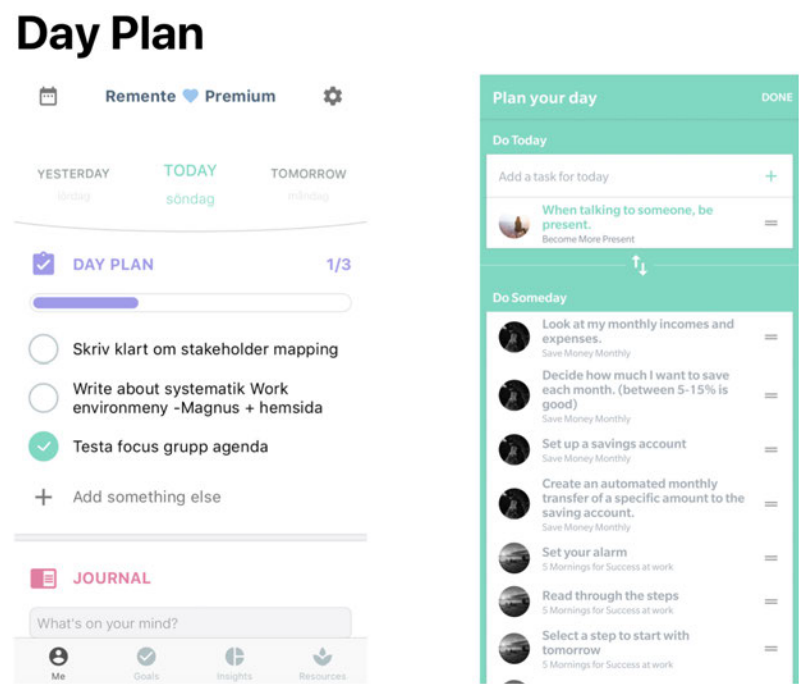 Day Plan
Remente 💙 Premium
YESTERDAY
lördag
TODAY
söndag
TOMORROW
måndag
DAY PLAN
1/3
Skriv klart om stakeholder mapping
Write about systematik Work
environmeny -Magnus + hemsida
Testa focus grupp agenda
+ Add something else
JOURNAL
What's on your mind?
Me
Goals
Insights
Resources
Plan your day
DONE
Do Today
Add a task for today
+
When talking to someone, be
present.
Become More Present
Do Someday
Look at my monthly incomes and
expenses.
Save Money Monthly
Decide how much I want to save
each month. (between 5-15% is
good)
Save Money Monthly
Set up a savings account
Save Money Monthly
Create an automated monthly
transfer of a specific amount to the
saving account.
Save Money Monthly
Set your alarm
5 Mornings for Success at work
Read through the steps
5 Mornings for Success at work
Select a step to start with
tomorrow
5 Mornings for Success at work